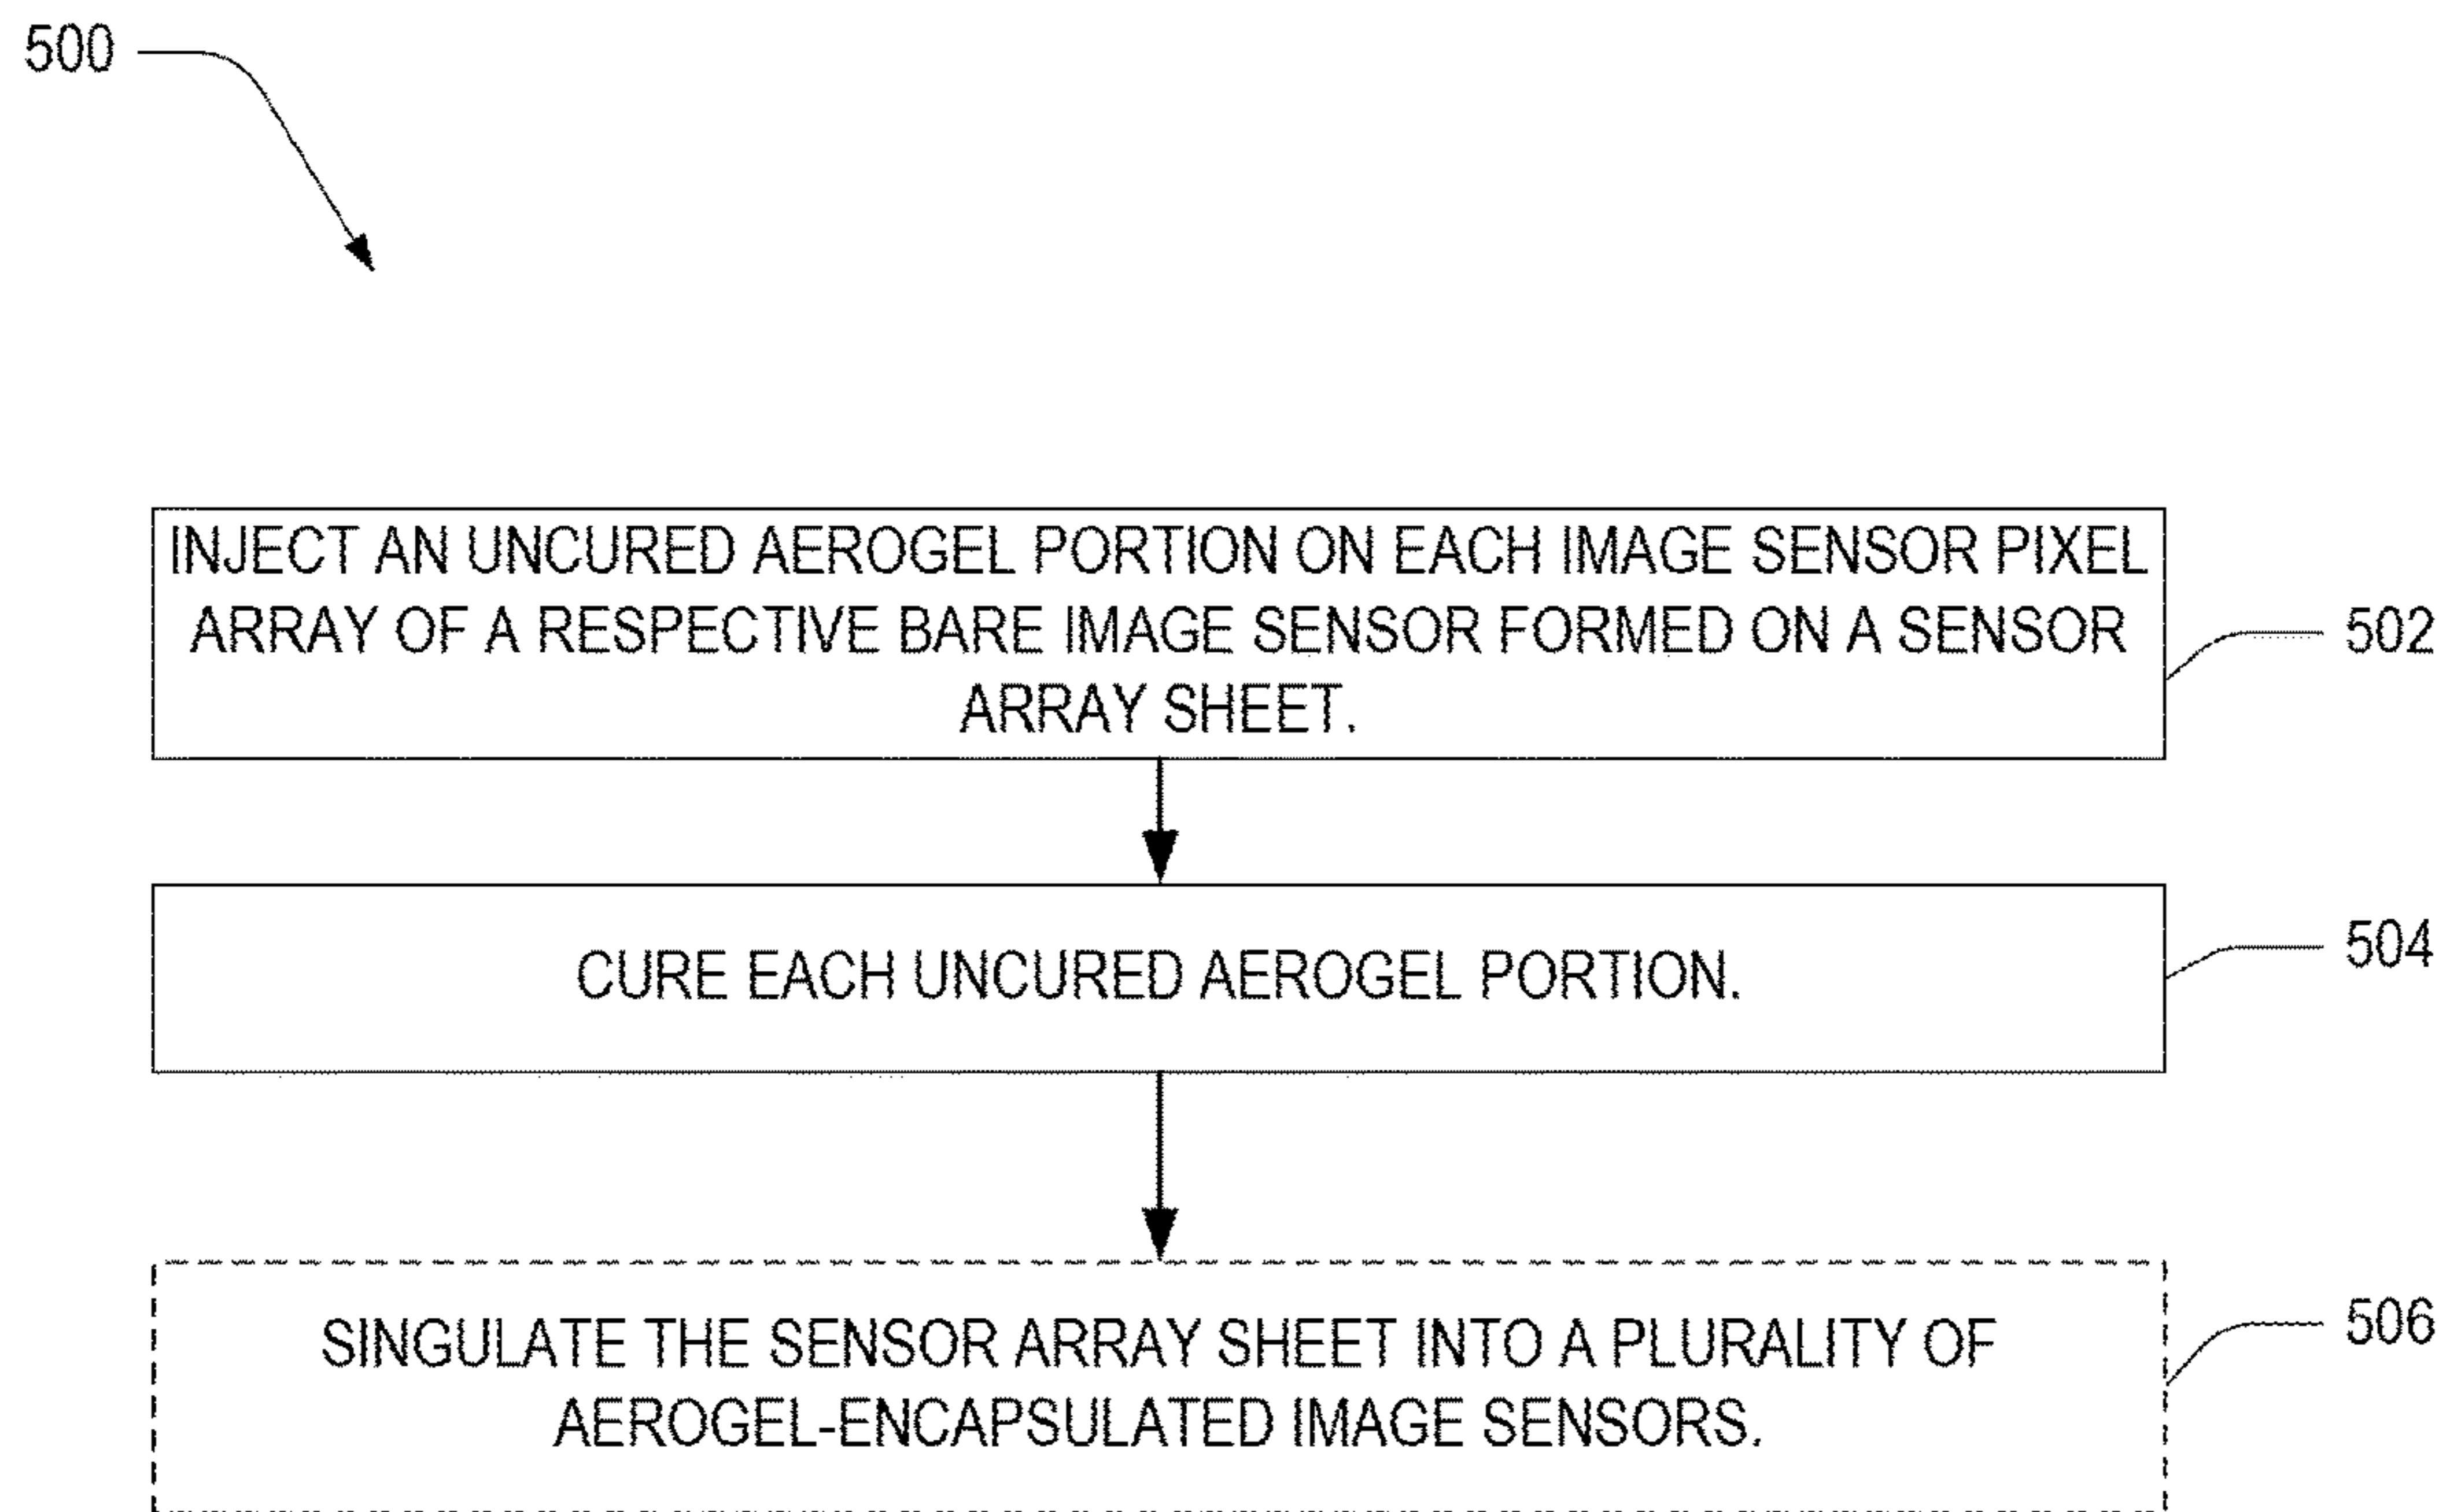 500
INJECT AN UNCURED AEROGEL PORTION ON EACH IMAGE SENSOR PIXEL
ARRAY OF A RESPECTIVE BARE IMAGE SENSOR FORMED ON A SENSOR
ARRAY SHEET.
502
CURE EACH UNCURED AEROGEL PORTION.
504
SINGULATE THE SENSOR ARRAY SHEET INTO A PLURALITY OF
AEROGEL-ENCAPSULATED IMAGE SENSORS.
506